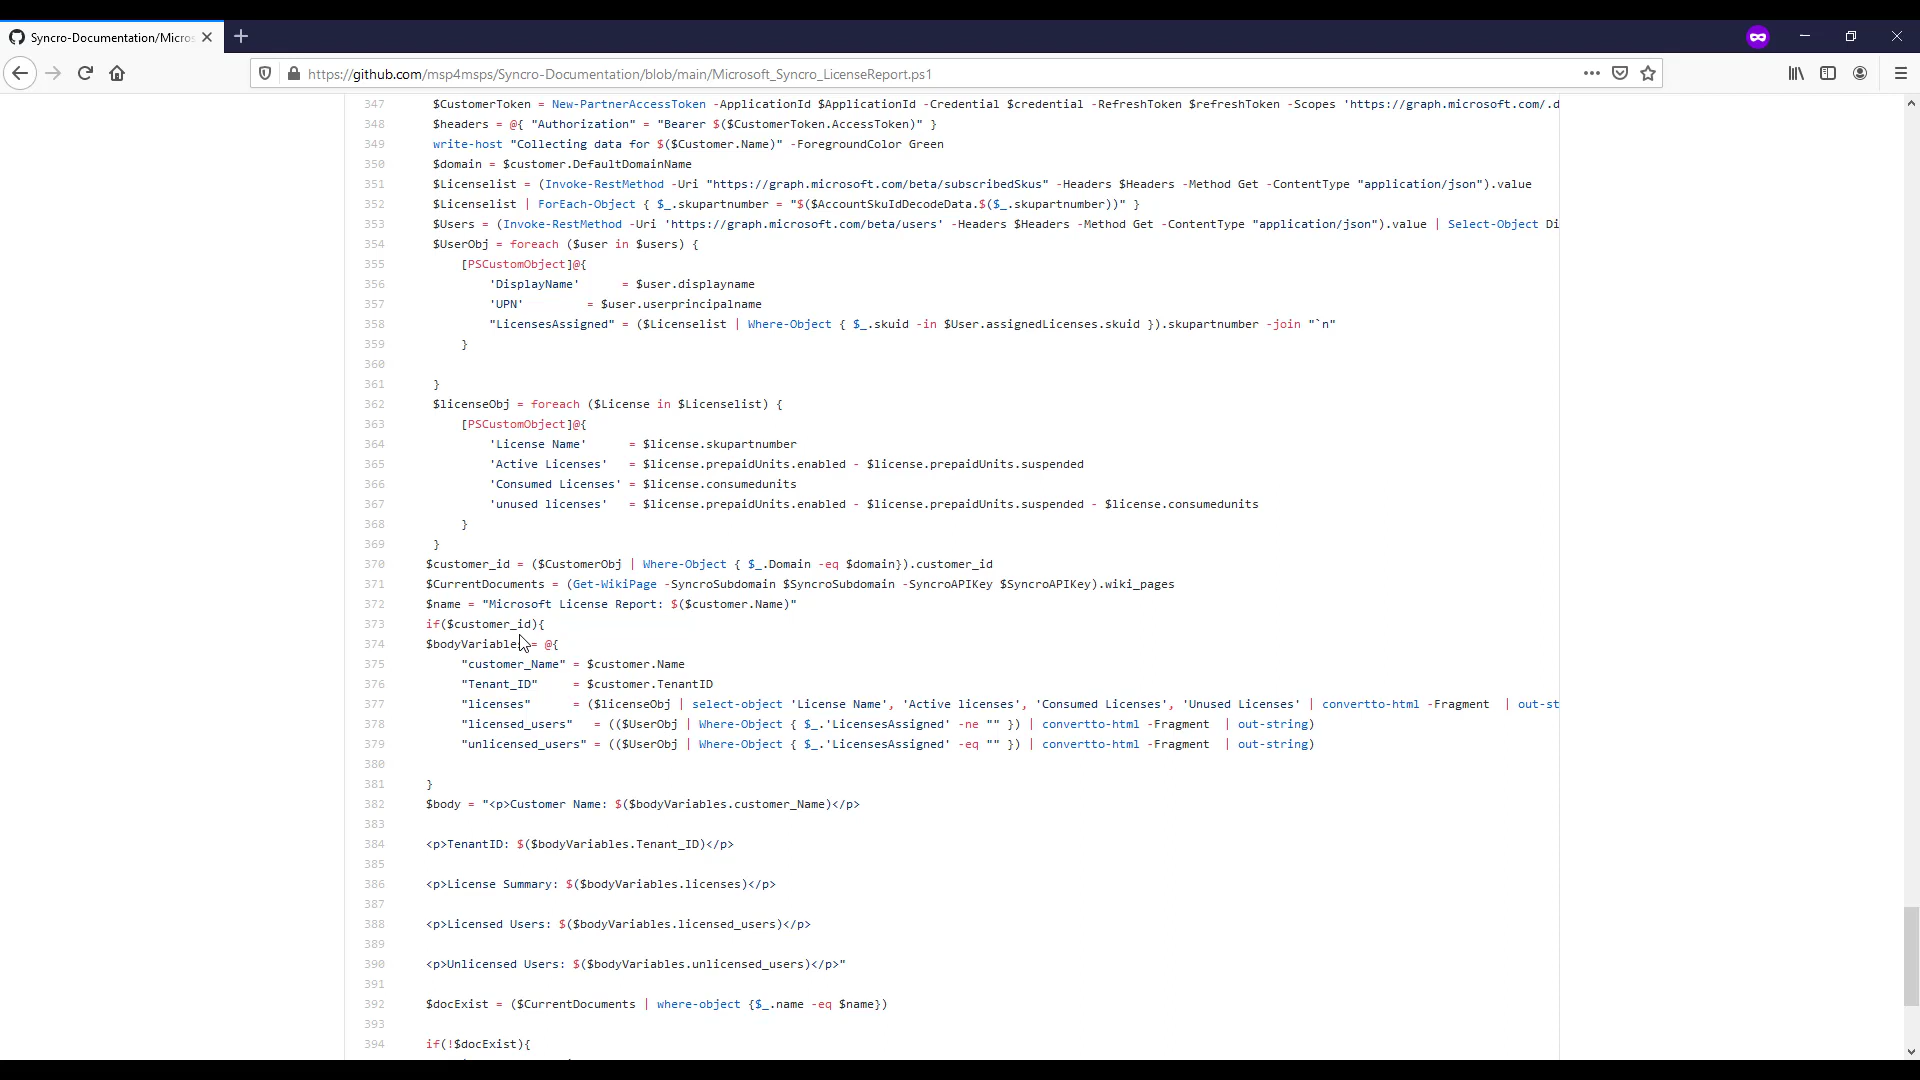 Syncro-Documentation/Micros
https://github.com/msp4msps/Syncro-Documentation/blob/main/Microsoft_Syncro_LicenseReport.ps1
347 $CustomerToken = New-PartnerAccessToken -ApplicationId $ApplicationId -Credential $credential -RefreshToken $refreshToken -Scopes 'https://graph.microsoft.com/.d
348 $headers = @{ "Authorization" = "Bearer $($CustomerToken.AccessToken)" }
349 write-host "Collecting data for $($Customer.Name)" -ForegroundColor Green
350 $domain = $customer.DefaultDomainName
351 $Licenselist = (Invoke-RestMethod -Uri "https://graph.microsoft.com/beta/subscribedSkus" -Headers $Headers -Method Get -ContentType "application/json").value
352 $Licenselist | ForEach-Object { $_.skupartnumber = "$($AccountSkuIdDecodeData.$($_.skupartnumber))" }
353 $Users = (Invoke-RestMethod -Uri 'https://graph.microsoft.com/beta/users' -Headers $Headers -Method Get -ContentType "application/json").value | Select-Object Di
354 $UserObj = foreach ($user in $users) {
355 [PSCustomObject]@{
356 'DisplayName' = $user.displayname
357 'UPN' = $user.userprincipalname
358 "LicensesAssigned" = ($Licenselist | Where-Object { $_.skuid -in $User.assignedLicenses.skuid }).skupartnumber -join "`n"
359 }
360
361 }
362 $licenseObj = foreach ($License in $Licenselist) {
363 [PSCustomObject]@{
364 'License Name' = $license.skupartnumber
365 'Active Licenses' = $license.prepaidUnits.enabled - $license.prepaidUnits.suspended
366 'Consumed Licenses' = $license.consumedunits
367 'unused licenses' = $license.prepaidUnits.enabled - $license.prepaidUnits.suspended - $license.consumedunits
368 }
369 }
370 $customer_id = ($CustomerObj | Where-Object { $_.Domain -eq $domain}).customer_id
371 $CurrentDocuments = (Get-WikiPage -SyncroSubdomain $SyncroSubdomain -SyncroAPIKey $SyncroAPIKey).wiki_pages
372 $name = "Microsoft License Report: $($customer.Name)"
373 if($customer_id){
374 $bodyVariables = @{
375 "customer_Name" = $customer.Name
376 "Tenant_ID" = $customer.TenantID
377 "licenses" = ($licenseObj | select-object 'License Name', 'Active licenses', 'Consumed Licenses', 'Unused Licenses' | convertto-html -Fragment | out-st
378 "licensed_users" = (($UserObj | Where-Object { $_.'LicensesAssigned' -ne "" }) | convertto-html -Fragment | out-string)
379 "unlicensed_users" = (($UserObj | Where-Object { $_.'LicensesAssigned' -eq "" }) | convertto-html -Fragment | out-string)
380
381 }
382 $body = "<p>Customer Name: $($bodyVariables.customer_Name)</p>
383
384 <p>TenantID: $($bodyVariables.Tenant_ID)</p>
385
386 <p>License Summary: $($bodyVariables.licenses)</p>
387
388 <p>Licensed Users: $($bodyVariables.licensed_users)</p>
389
390 <p>Unlicensed Users: $($bodyVariables.unlicensed_users)</p>"
391
392 $docExist = ($CurrentDocuments | where-object {$_.name -eq $name})
393
394 if(!$docExist){